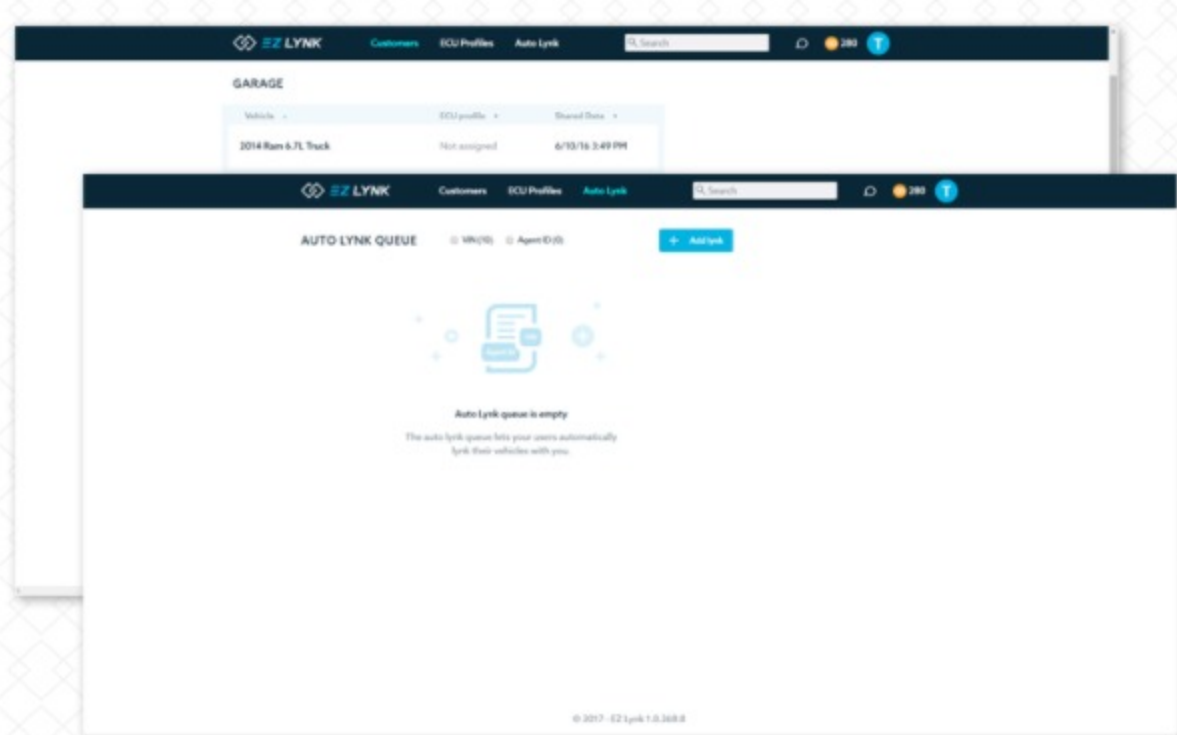 EZ LYNK Customers ECU Profiles Auto Lynk Search 280 T
GARAGE
Vehicle ECU profile Shared Date
2014 Ram 6.7L Truck Not assigned 6/10/16 3:49 PM
EZ LYNK Customers ECU Profiles Auto Lynk Search 280 T
AUTO LYNK QUEUE VIN (10) Agent ID (0) + Add lynk
VIN
Agent ID
Auto Lynk queue is empty
The auto lynk queue lets your users automatically
lynk their vehicles with you.
© 2017 - EZ Lynk